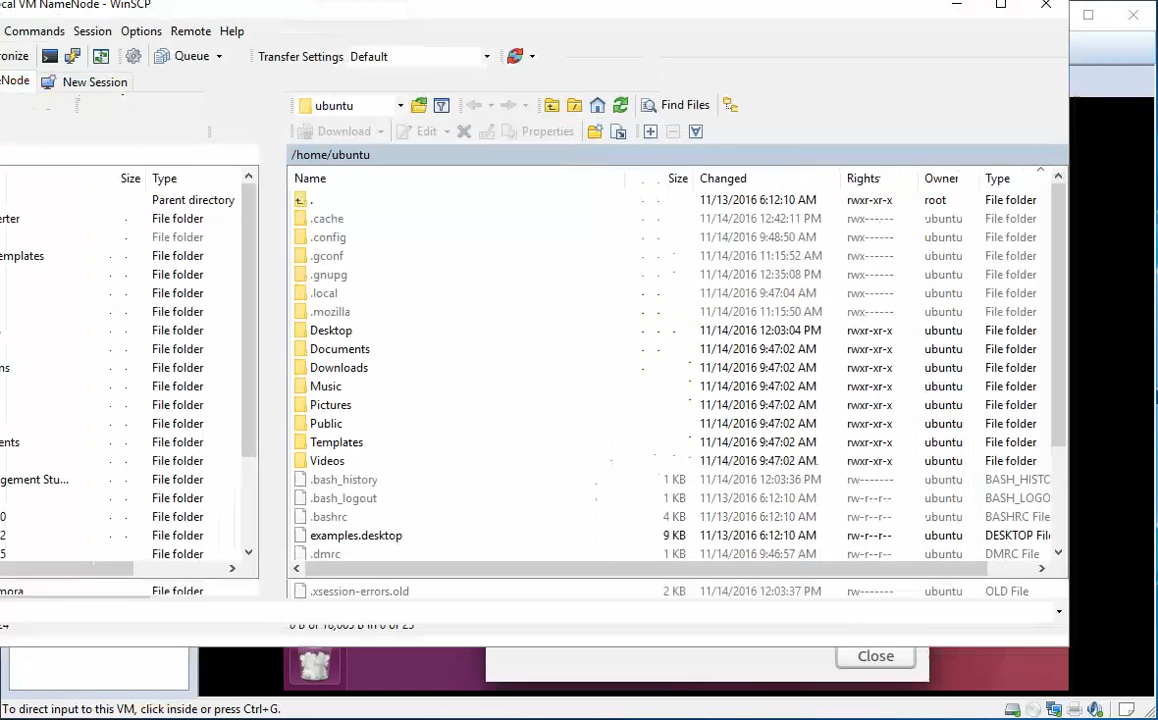 ocal VM NameNode - WinSCP
Commands Session Options Remote Help
ronize Queue Transfer Settings Default
eNode New Session
ubuntu Find Files
Download Edit Properties
/home/ubuntu
Size Type Name Size Changed Rights Owner Type
Parent directory . 11/13/2016 6:12:10 AM rwxr-xr-x root File folder
erter File folder .cache 11/14/2016 12:42:11 PM rwx------ ubuntu File folder
File folder .config 11/14/2016 9:48:50 AM rwx------ ubuntu File folder
emplates File folder .gconf 11/14/2016 11:15:52 AM rwx------ ubuntu File folder
File folder .gnupg 11/14/2016 12:35:08 PM rwx------ ubuntu File folder
File folder .local 11/14/2016 9:47:04 AM rwx------ ubuntu File folder
File folder .mozilla 11/14/2016 11:15:50 AM rwx------ ubuntu File folder
File folder Desktop 11/14/2016 12:03:04 PM rwxr-xr-x ubuntu File folder
File folder Documents 11/14/2016 9:47:02 AM rwxr-xr-x ubuntu File folder
ns File folder Downloads 11/14/2016 9:47:02 AM rwxr-xr-x ubuntu File folder
File folder Music 11/14/2016 9:47:02 AM rwxr-xr-x ubuntu File folder
File folder Pictures 11/14/2016 9:47:02 AM rwxr-xr-x ubuntu File folder
File folder Public 11/14/2016 9:47:02 AM rwxr-xr-x ubuntu File folder
ents File folder Templates 11/14/2016 9:47:02 AM rwxr-xr-x ubuntu File folder
File folder Videos 11/14/2016 9:47:02 AM rwxr-xr-x ubuntu File folder
gement Stu... File folder .bash_history 1 KB 11/14/2016 12:03:36 PM rw------- ubuntu BASH_HISTO
File folder .bash_logout 1 KB 11/13/2016 6:12:10 AM rw-r--r-- ubuntu BASH_LOGO
0 File folder .bashrc 4 KB 11/13/2016 6:12:10 AM rw-r--r-- ubuntu BASHRC File
2 File folder examples.desktop 9 KB 11/13/2016 6:12:10 AM rw-r--r-- ubuntu DESKTOP File
5 File folder .dmrc 1 KB 11/14/2016 9:46:57 AM rw-r--r-- ubuntu DMRC File
mora File folder .xsession-errors.old 2 KB 11/14/2016 12:03:37 PM rw------- ubuntu OLD File
24 0 B of 18,005 B in 0 of 25
Close
To direct input to this VM, click inside or press Ctrl+G.